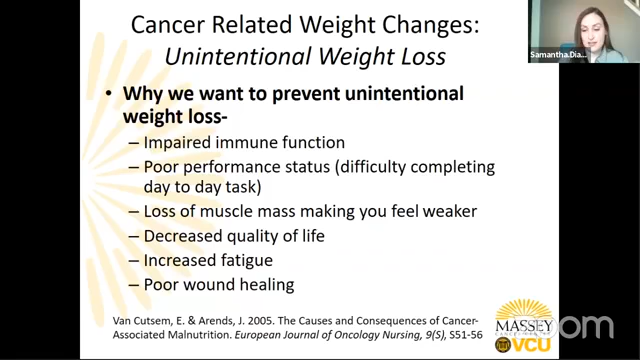 Cancer Related Weight Changes:
Unintentional Weight Loss
• Why we want to prevent unintentional
weight loss-
– Impaired immune function
– Poor performance status (difficulty completing
day to day task)
– Loss of muscle mass making you feel weaker
– Decreased quality of life
– Increased fatigue
– Poor wound healing
Van Cutsem, E. & Arends, J. 2005. The Causes and Consequences of Cancer-
Associated Malnutrition. European Journal of Oncology Nursing, 9(S), S51-56
Samantha.Dia...
MASSEY
VCU